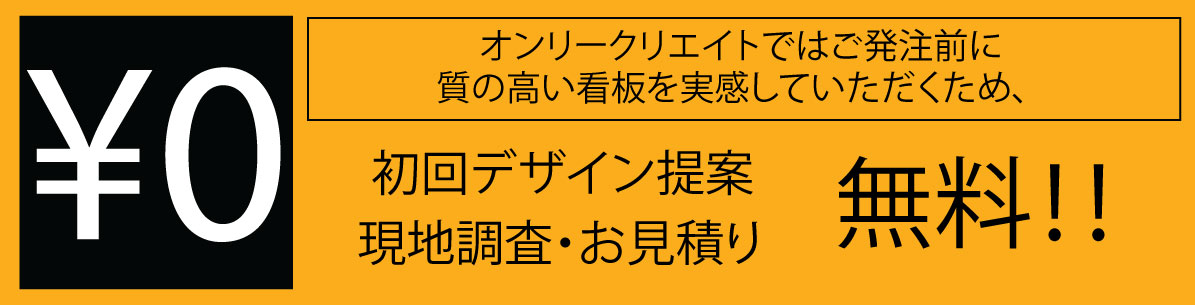 ¥0
オンリークリエイトではご発注前に
質の高い看板を実感していただくため、
初回デザイン提案
現地調査・お見積り
無料！！